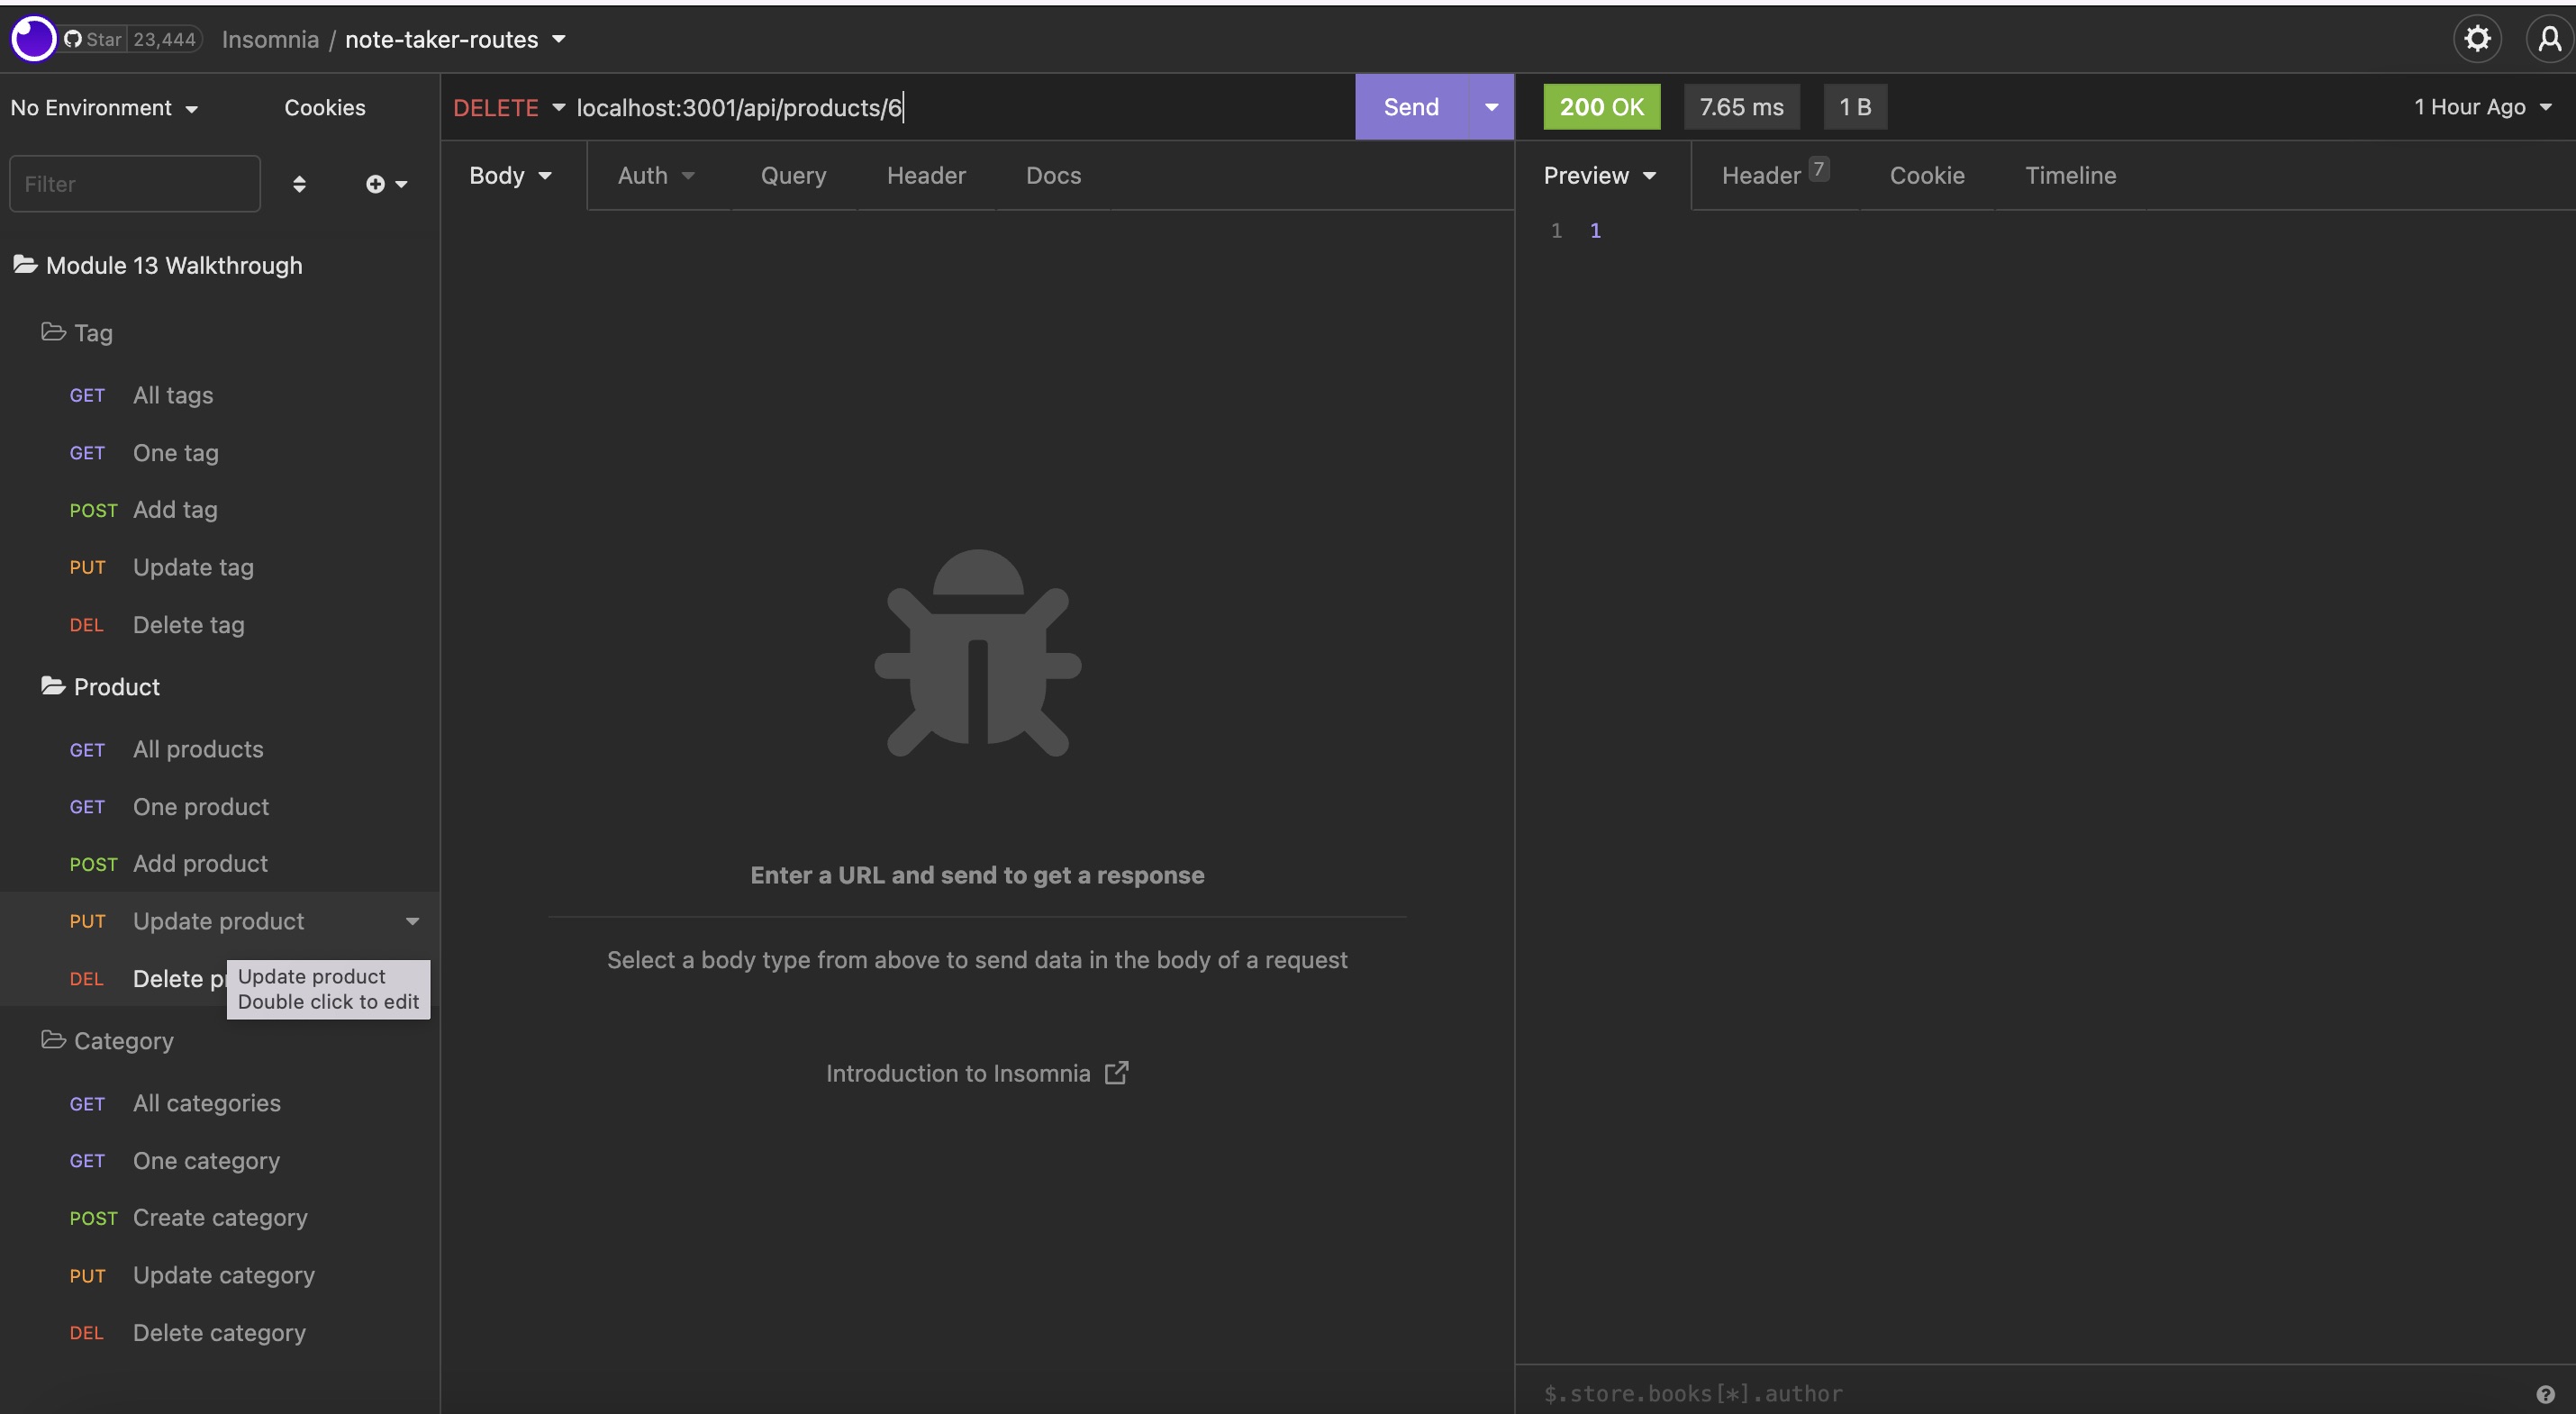 Star 23,444 Insomnia / note-taker-routes
No Environment Cookies
Filter
Module 13 Walkthrough
Tag
GET All tags
GET One tag
POST Add tag
PUT Update tag
DEL Delete tag
Product
GET All products
GET One product
POST Add product
PUT Update product
DEL Delete
Update product
Double click to edit
Category
GET All categories
GET One category
POST Create category
PUT Update category
DEL Delete category
DELETE localhost:3001/api/products/6 Send
Body Auth Query Header Docs
Enter a URL and send to get a response
Select a body type from above to send data in the body of a request
Introduction to Insomnia
200 OK 7.65 ms 1 B 1 Hour Ago
Preview Header 7 Cookie Timeline
1 1
$.store.books[*].author